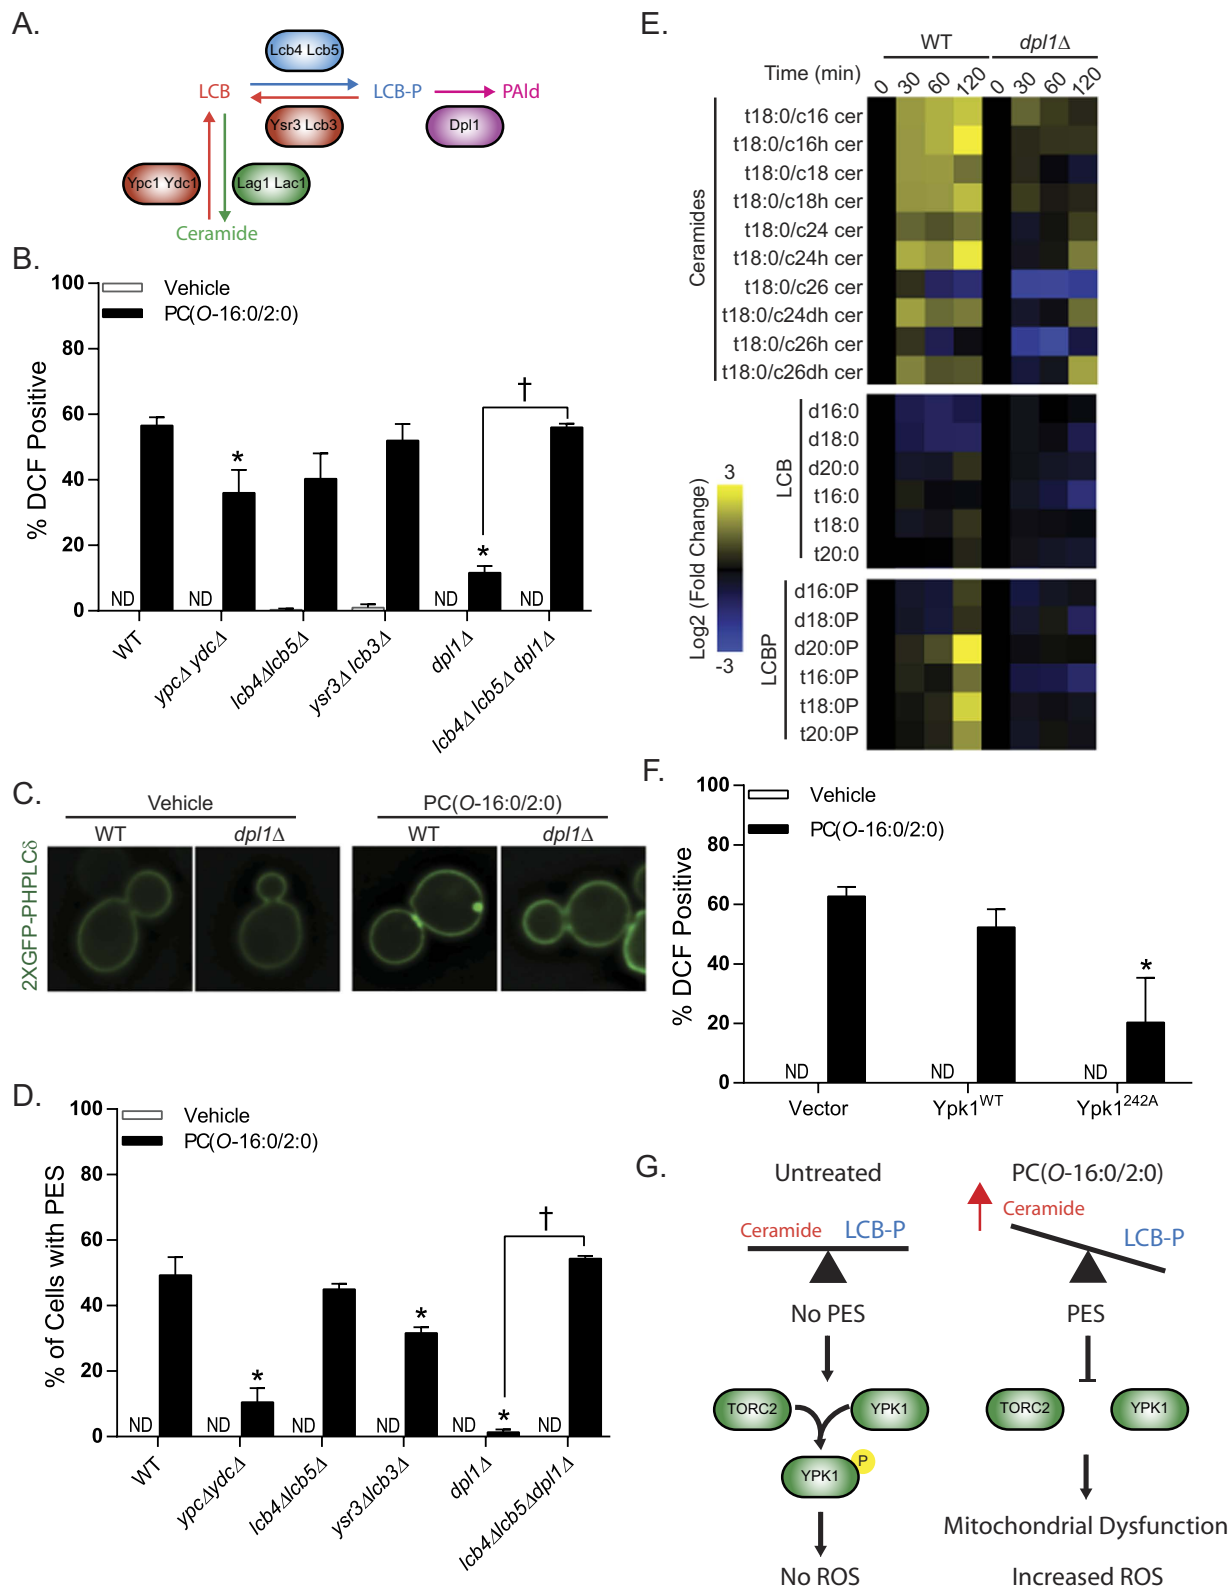 A.
Lcb4 Lcb5
LCB
LCB-P
PAld
Ysr3 Lcb3
Dpl1
Ypc1 Ydc1
Lag1 Lac1
Ceramide
B.
Vehicle
PC(O-16:0/2:0)
% DCF Positive
100
80
60
40
20
0
†
*
*
ND
ND
ND
ND
WT
ypcΔ ydcΔ
lcb4Δlcb5Δ
ysr3Δ lcb3Δ
dpl1Δ
lcb4Δ lcb5Δ dpl1Δ
C.
Vehicle
PC(O-16:0/2:0)
WT
dpl1Δ
WT
dpl1Δ
2XGFP-PHPLCδ
D.
Vehicle
PC(O-16:0/2:0)
% of Cells with PES
100
80
60
40
20
0
†
*
*
*
ND
ND
ND
ND
ND
ND
WT
ypcΔydcΔ
lcb4Δlcb5Δ
ysr3Δlcb3Δ
dpl1Δ
lcb4Δlcb5Δdpl1Δ
E.
WT
dpl1Δ
Time (min)
0 30 60 120 0 30 60 120
Ceramides
t18:0/c16 cer
t18:0/c16h cer
t18:0/c18 cer
t18:0/c18h cer
t18:0/c24 cer
t18:0/c24h cer
t18:0/c26 cer
t18:0/c24dh cer
t18:0/c26h cer
t18:0/c26dh cer
LCB
d16:0
d18:0
d20:0
t16:0
t18:0
t20:0
LCBP
d16:0P
d18:0P
d20:0P
t16:0P
t18:0P
t20:0P
3
Log2 (Fold Change)
-3
F.
Vehicle
PC(O-16:0/2:0)
% DCF Positive
100
80
60
40
20
0
*
ND
ND
ND
Vector
Ypk1WT
Ypk1242A
G.
Untreated
Ceramide
LCB-P
No PES
TORC2
YPK1
YPK1
P
No ROS
PC(O-16:0/2:0)
Ceramide
LCB-P
PES
TORC2
YPK1
Mitochondrial Dysfunction
Increased ROS